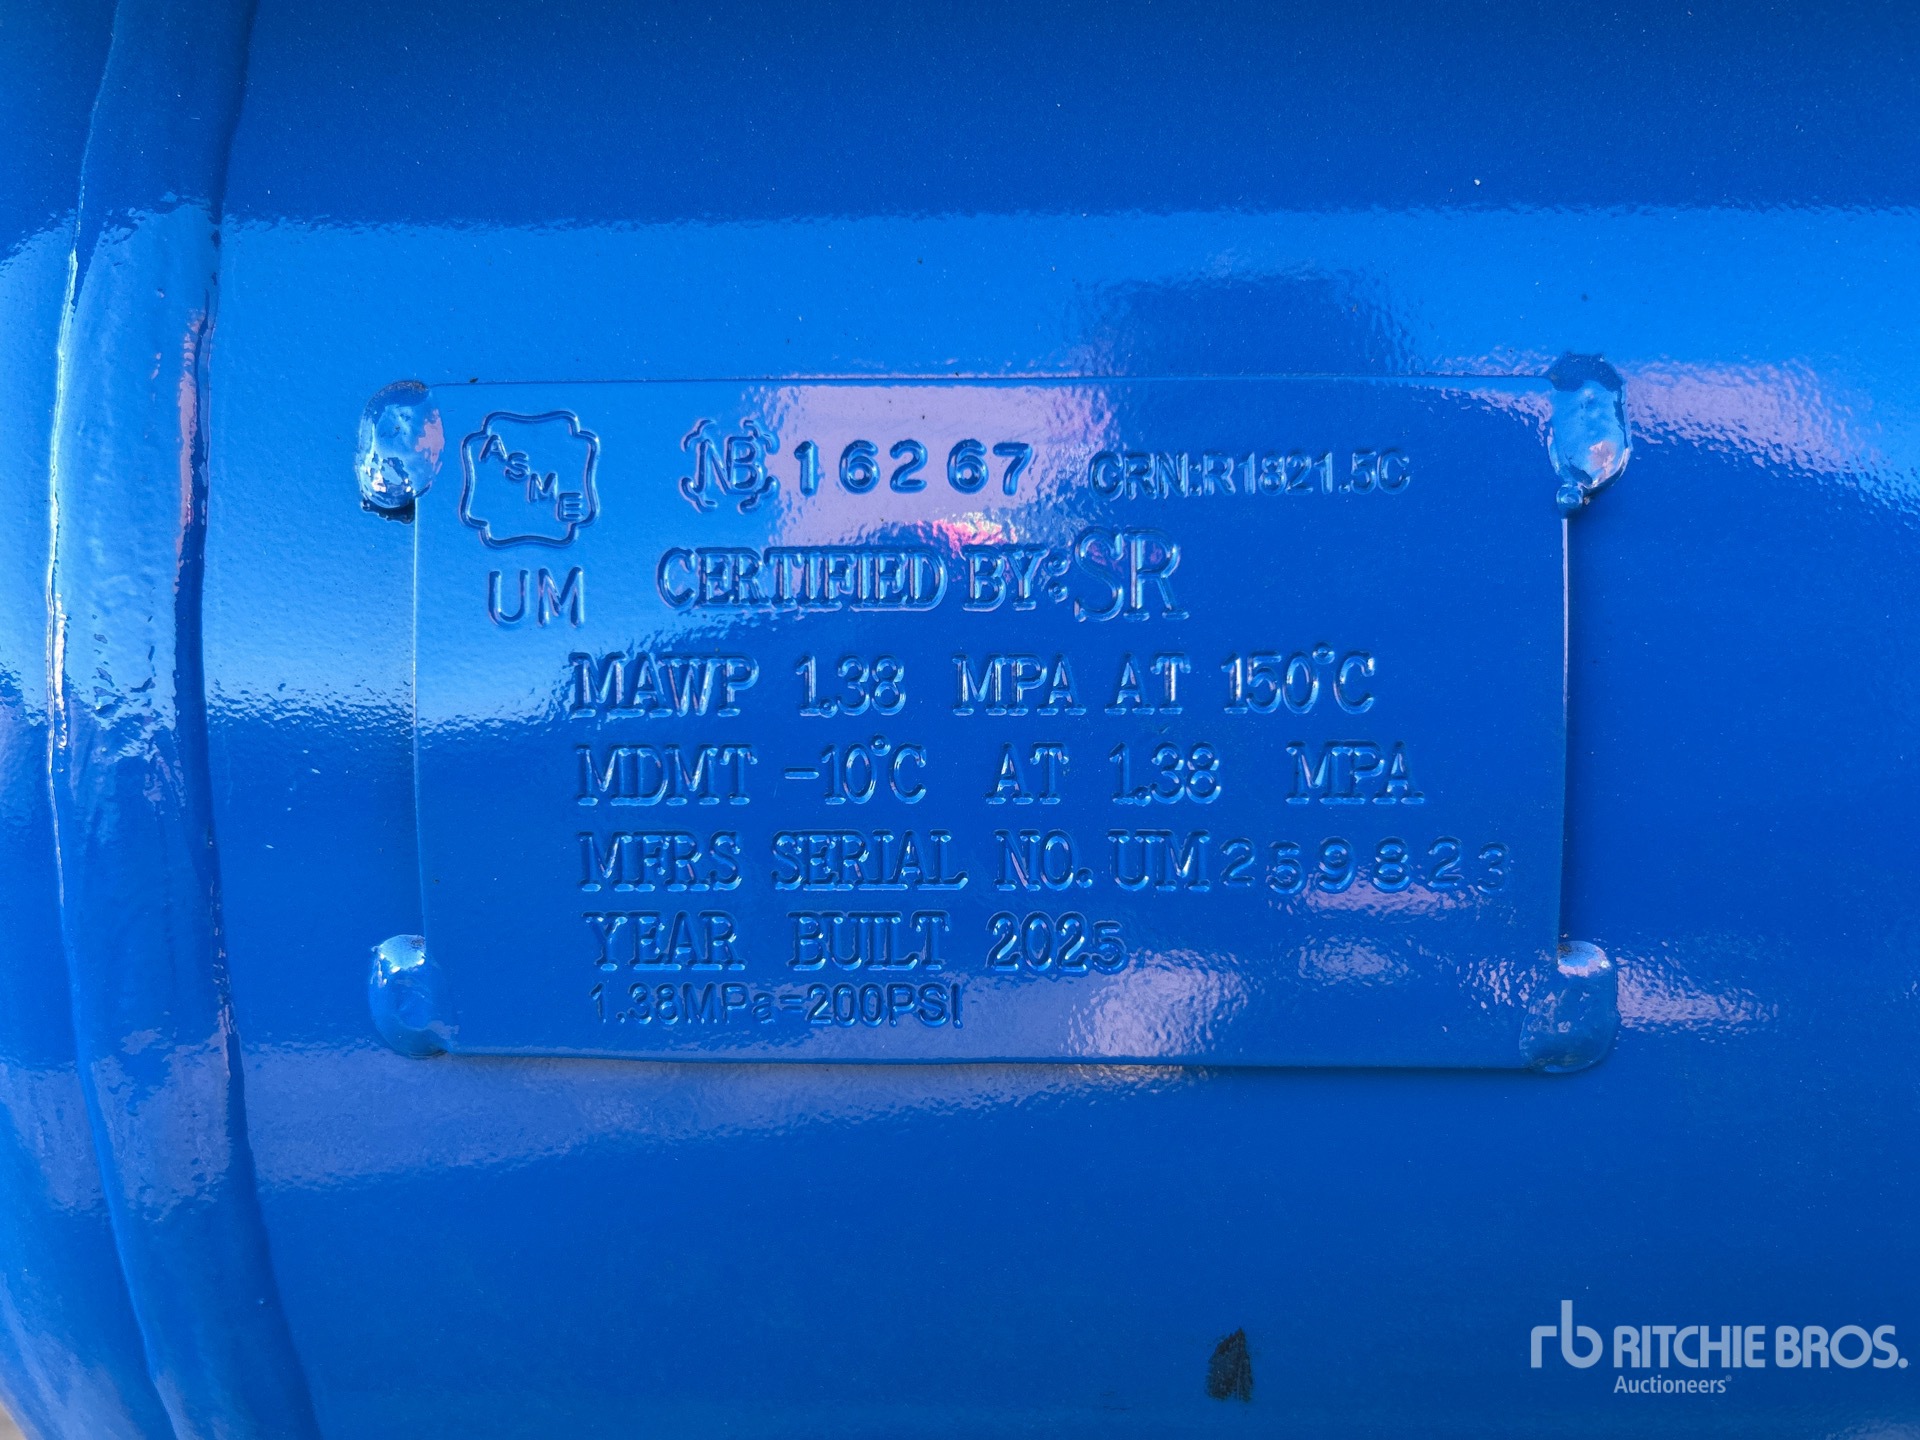 ASME NB 16267 CRN:R1821.5C
UM CERTIFIED BY: SR
MAWP 1.38 MPA AT 150°C
MDMT -10°C AT 1.38 MPA
MFRS SERIAL NO. UM259823
YEAR BUILT 2025
1.38MPa=200PSI
rb RITCHIE BROS.
Auctioneers®